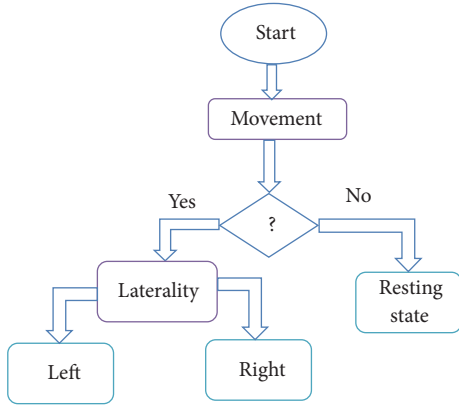 Start
Movement
Yes
No
?
Laterality
Resting
state
Left
Right